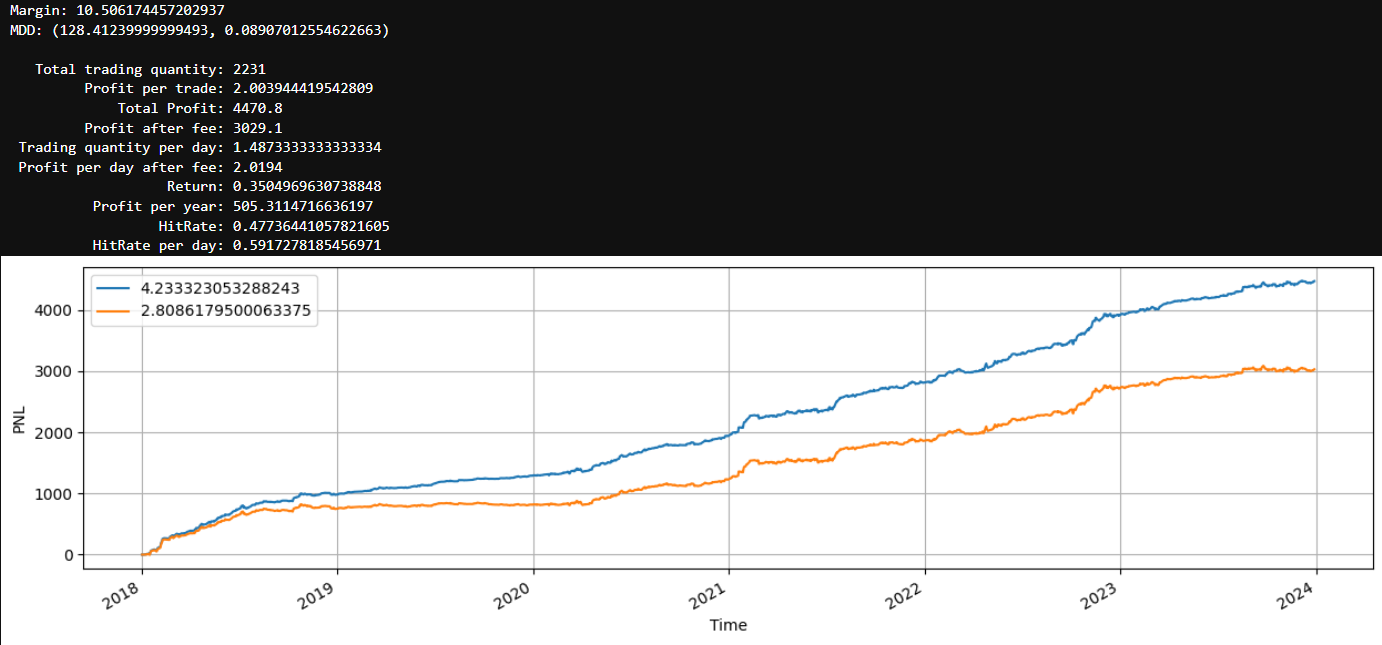 Margin: 10.506174457202937
MDD: (128.41239999999493, 0.08907012554622663)
Total trading quantity: 2231
Profit per trade: 2.003944419542809
Total Profit: 4470.8
Profit after fee: 3029.1
Trading quantity per day: 1.4873333333333334
Profit per day after fee: 2.0194
Return: 0.3504969630738848
Profit per year: 505.3114716636197
HitRate: 0.47736441057821605
HitRate per day: 0.5917278185456971
4.233323053288243
2.8086179500063375
4000
3000
2000
1000
0
PNL
2018 2019 2020 2021 2022 2023 2024
Time